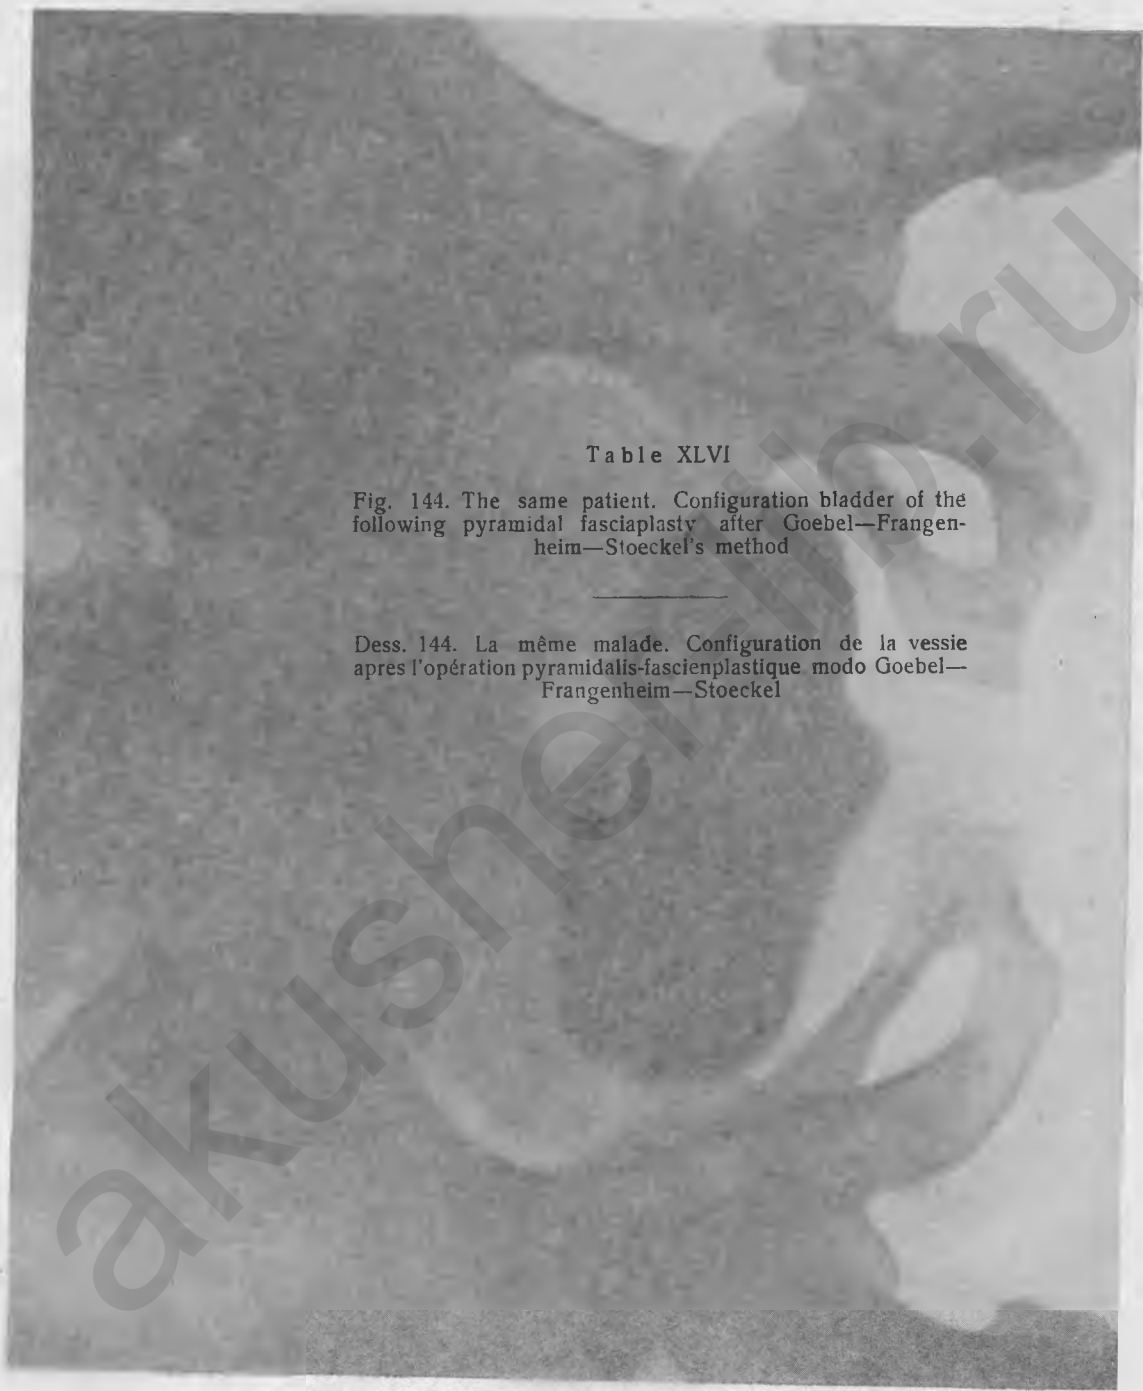 Table XLVI
Fig. 144. The same patient. Configuration bladder of the
following pyramidal fasciaplasty after Goebel—Frangen-
heim—Stoeckel's method
Dess. 144. La même malade. Configuration de la vessie
apres l'opération pyramidalis-fascienplastique modo Goebel—
Frangenheim—Stoeckel
akusher-lib.ru